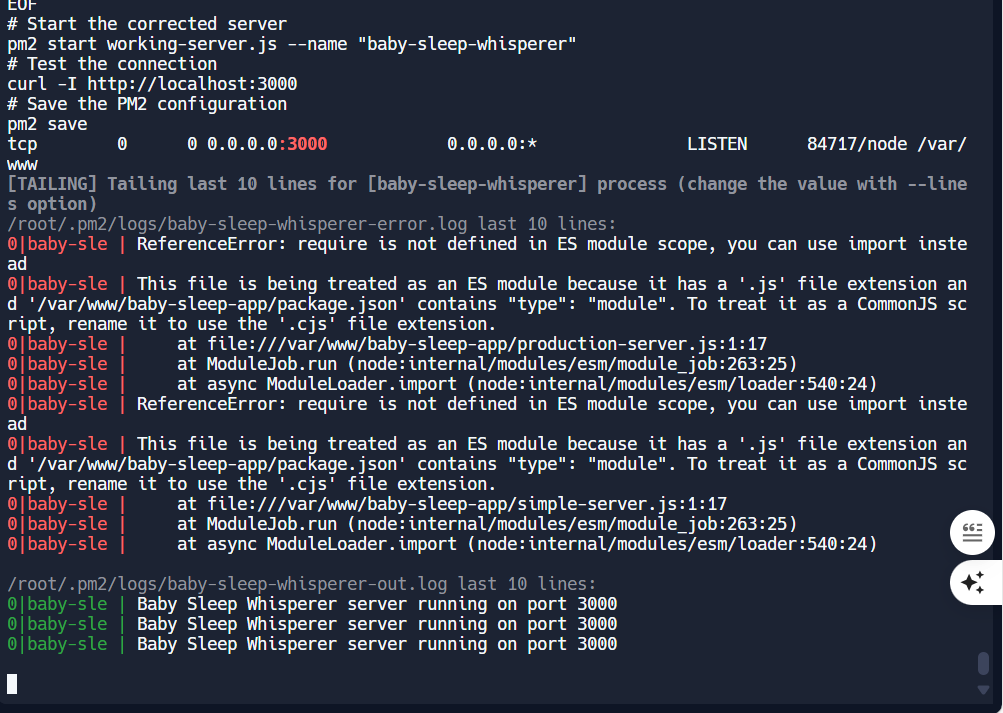 EOF
# Start the corrected server
pm2 start working-server.js --name "baby-sleep-whisperer"
# Test the connection
curl -I http://localhost:3000
# Save the PM2 configuration
pm2 save
tcp        0      0 0.0.0.0:3000            0.0.0.0:*               LISTEN      84717/node /var/
www
[TAILING] Tailing last 10 lines for [baby-sleep-whisperer] process (change the value with --line
s option)
/root/.pm2/logs/baby-sleep-whisperer-error.log last 10 lines:
0|baby-sle | ReferenceError: require is not defined in ES module scope, you can use import inste
ad
0|baby-sle | This file is being treated as an ES module because it has a '.js' file extension an
d '/var/www/baby-sleep-app/package.json' contains "type": "module". To treat it as a CommonJS sc
ript, rename it to use the '.cjs' file extension.
0|baby-sle |     at file:///var/www/baby-sleep-app/production-server.js:1:17
0|baby-sle |     at ModuleJob.run (node:internal/modules/esm/module_job:263:25)
0|baby-sle |     at async ModuleLoader.import (node:internal/modules/esm/loader:540:24)
0|baby-sle | ReferenceError: require is not defined in ES module scope, you can use import inste
ad
0|baby-sle | This file is being treated as an ES module because it has a '.js' file extension an
d '/var/www/baby-sleep-app/package.json' contains "type": "module". To treat it as a CommonJS sc
ript, rename it to use the '.cjs' file extension.
0|baby-sle |     at file:///var/www/baby-sleep-app/simple-server.js:1:17
0|baby-sle |     at ModuleJob.run (node:internal/modules/esm/module_job:263:25)
0|baby-sle |     at async ModuleLoader.import (node:internal/modules/esm/loader:540:24)
/root/.pm2/logs/baby-sleep-whisperer-out.log last 10 lines:
0|baby-sle | Baby Sleep Whisperer server running on port 3000
0|baby-sle | Baby Sleep Whisperer server running on port 3000
0|baby-sle | Baby Sleep Whisperer server running on port 3000